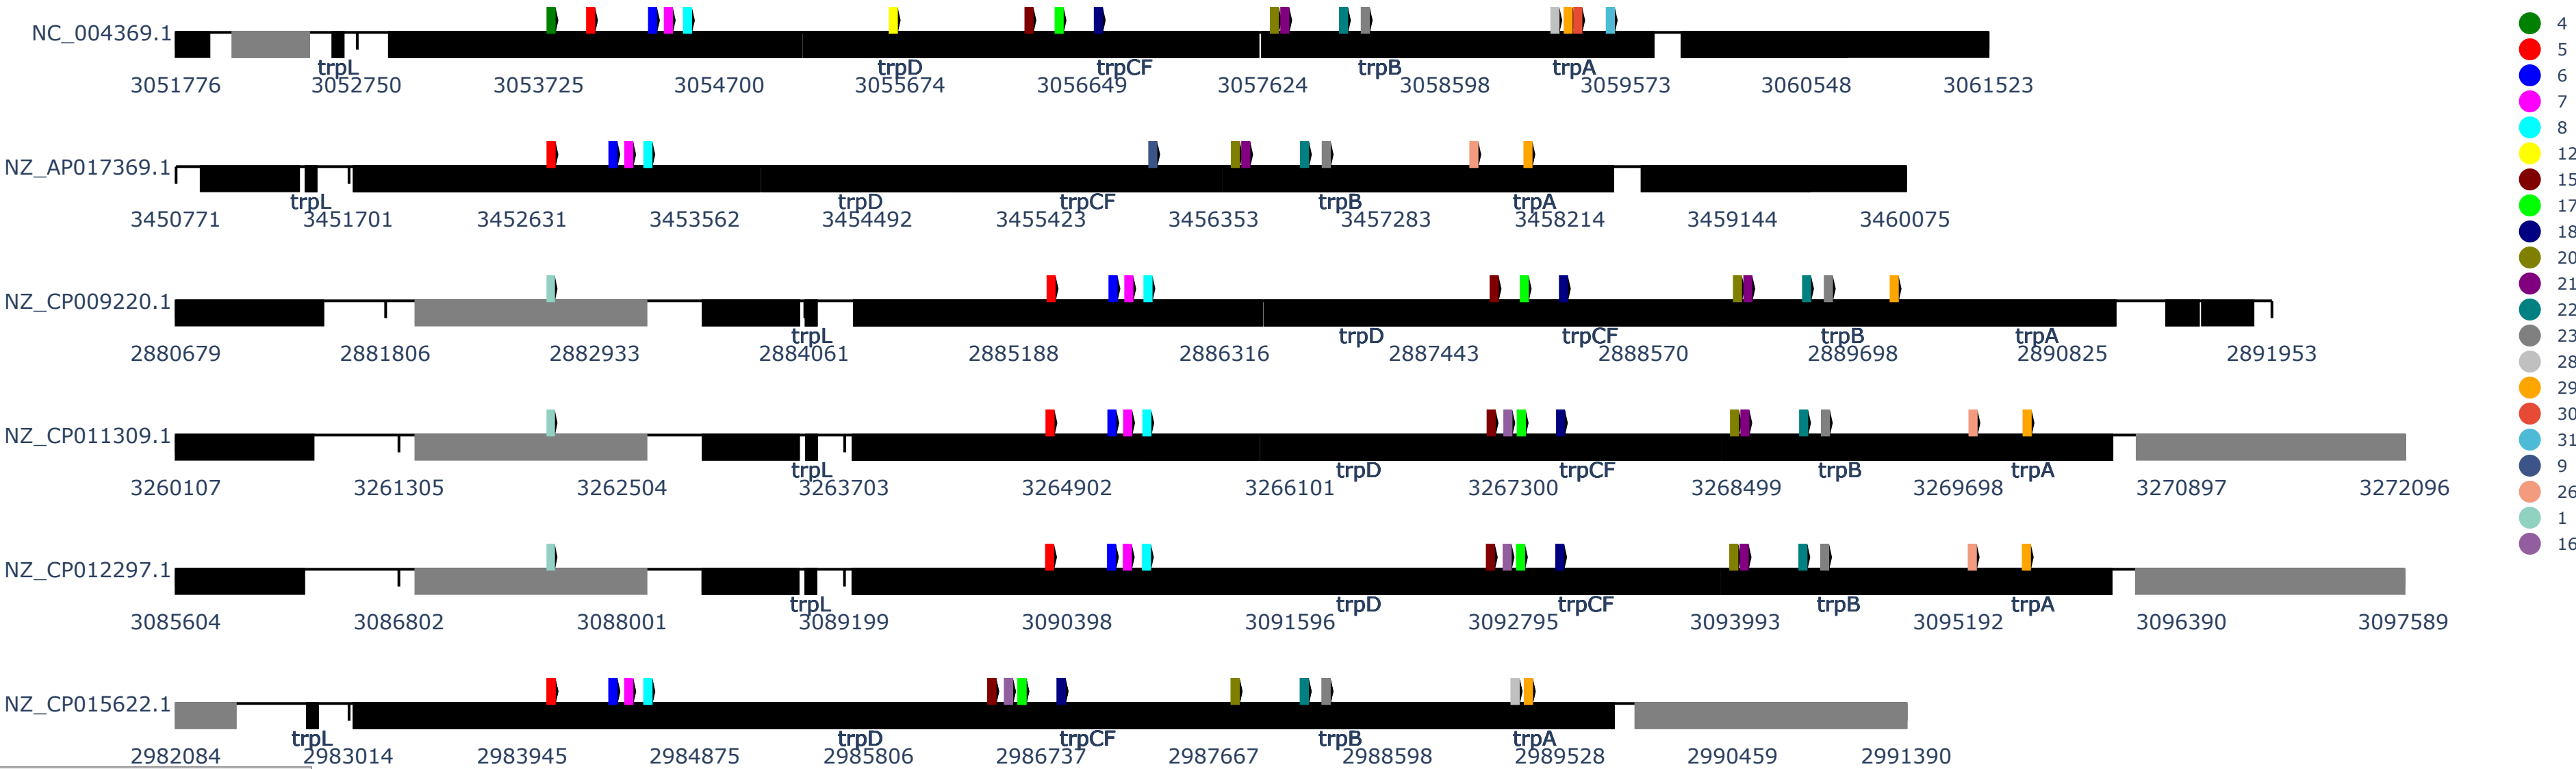 NC_004369.1
trpL trpD trpCF trpB trpA
3051776 3052750 3053725 3054700 3055674 3056649 3057624 3058598 3059573 3060548 3061523
NZ_AP017369.1
trpL trpD trpCF trpB trpA
3450771 3451701 3452631 3453562 3454492 3455423 3456353 3457283 3458214 3459144 3460075
NZ_CP009220.1
trpL trpD trpCF trpB trpA
2880679 2881806 2882933 2884061 2885188 2886316 2887443 2888570 2889698 2890825 2891953
NZ_CP011309.1
trpL trpD trpCF trpB trpA
3260107 3261305 3262504 3263703 3264902 3266101 3267300 3268499 3269698 3270897 3272096
NZ_CP012297.1
trpL trpD trpCF trpB trpA
3085604 3086802 3088001 3089199 3090398 3091596 3092795 3093993 3095192 3096390 3097589
NZ_CP015622.1
trpL trpD trpCF trpB trpA
2982084 2983014 2983945 2984875 2985806 2986737 2987667 2988598 2989528 2990459 2991390
4
5
6
7
8
12
15
17
18
20
21
22
23
28
29
30
31
9
26
1
16